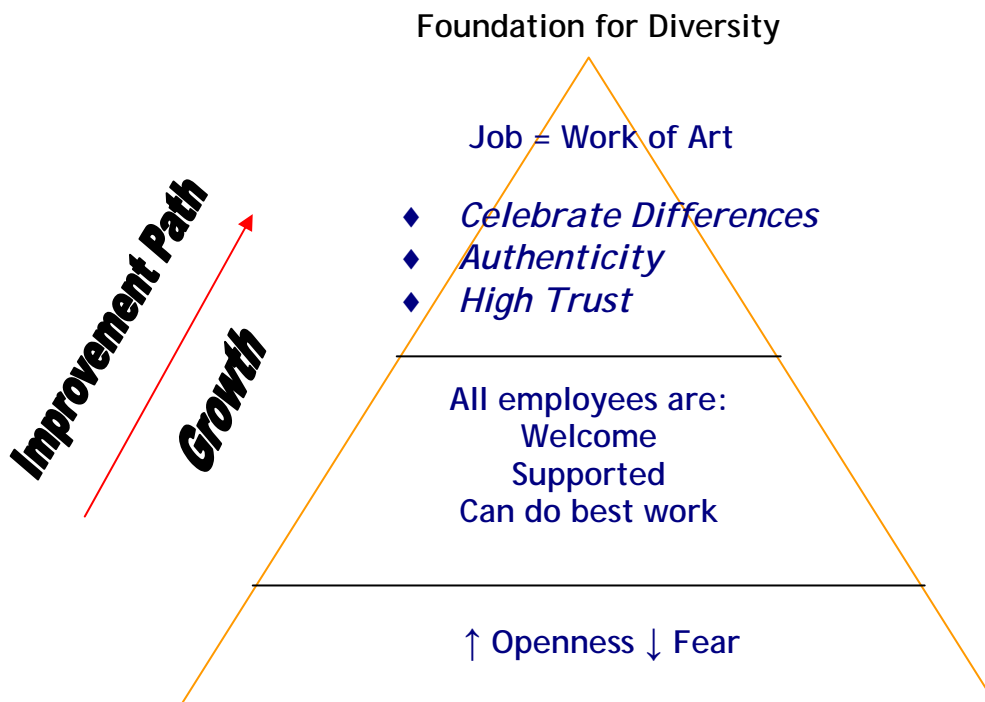 Foundation for Diversity
Job = Work of Art
♦ Celebrate Differences
♦ Authenticity
♦ High Trust
Improvement Path
Growth
All employees are:
Welcome
Supported
Can do best work
↑ Openness ↓ Fear